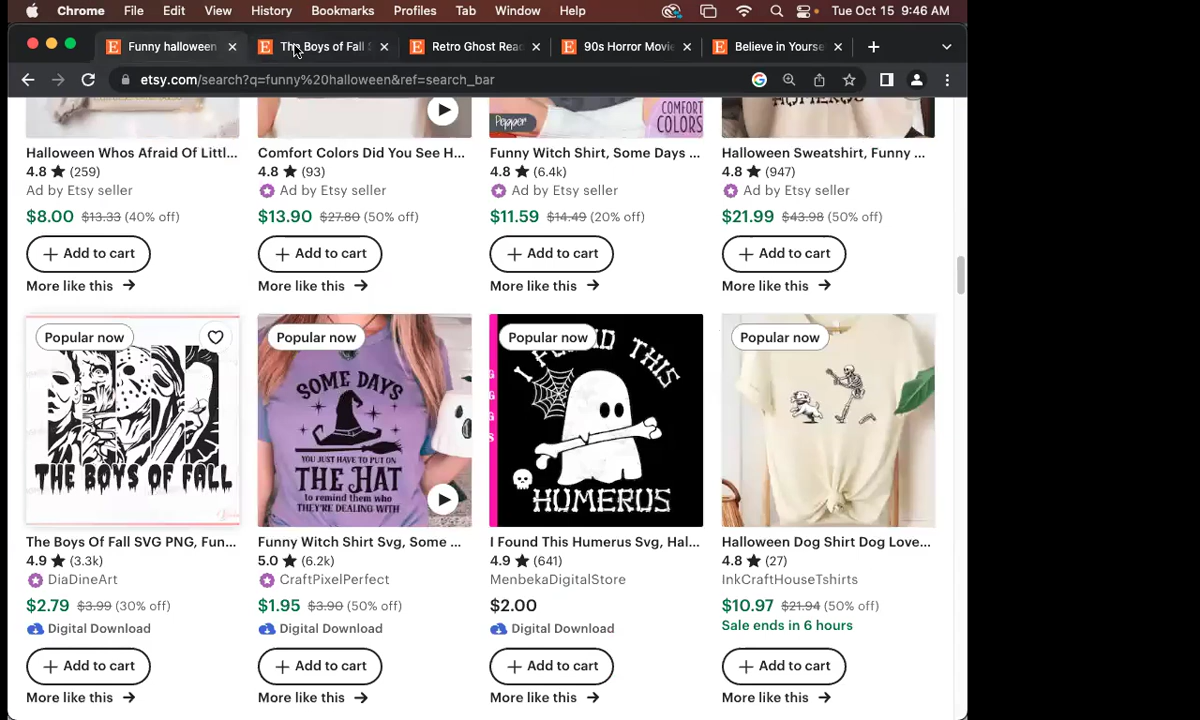 Chrome File Edit View History Bookmarks Profiles Tab Window Help Tue Oct 15 9:46 AM
Funny halloween The Boys of Fall Retro Ghost Rea 90s Horror Movie Believe in Yourse
etsy.com/search?q=funny%20halloween&ref=search_bar
Pepper COMFORT COLORS HUMERUS
Halloween Whos Afraid Of Littl... Comfort Colors Did You See H... Funny Witch Shirt, Some Days ... Halloween Sweatshirt, Funny ...
4.8 ★ (259) 4.8 ★ (93) 4.8 ★ (6.4k) 4.8 ★ (947)
Ad by Etsy seller Ad by Etsy seller Ad by Etsy seller Ad by Etsy seller
$8.00 $13.33 (40% off) $13.90 $27.80 (50% off) $11.59 $14.49 (20% off) $21.99 $43.98 (50% off)
+ Add to cart + Add to cart + Add to cart + Add to cart
More like this → More like this → More like this → More like this →
Popular now Popular now Popular now Popular now
THE BOYS OF FALL
SOME DAYS
YOU JUST HAVE TO PUT ON
THE HAT
to remind them who
THEY'RE DEALING WITH
I FOUND THIS
HUMERUS
The Boys Of Fall SVG PNG, Fun... Funny Witch Shirt Svg, Some ... I Found This Humerus Svg, Hal... Halloween Dog Shirt Dog Love...
4.9 ★ (3.3k) 5.0 ★ (6.2k) 4.9 ★ (641) 4.8 ★ (27)
DiaDineArt CraftPixelPerfect MenbekaDigitalStore InkCraftHouseTshirts
$2.79 $3.99 (30% off) $1.95 $3.90 (50% off) $2.00 $10.97 $21.94 (50% off)
Digital Download Digital Download Digital Download Sale ends in 6 hours
+ Add to cart + Add to cart + Add to cart + Add to cart
More like this → More like this → More like this → More like this →